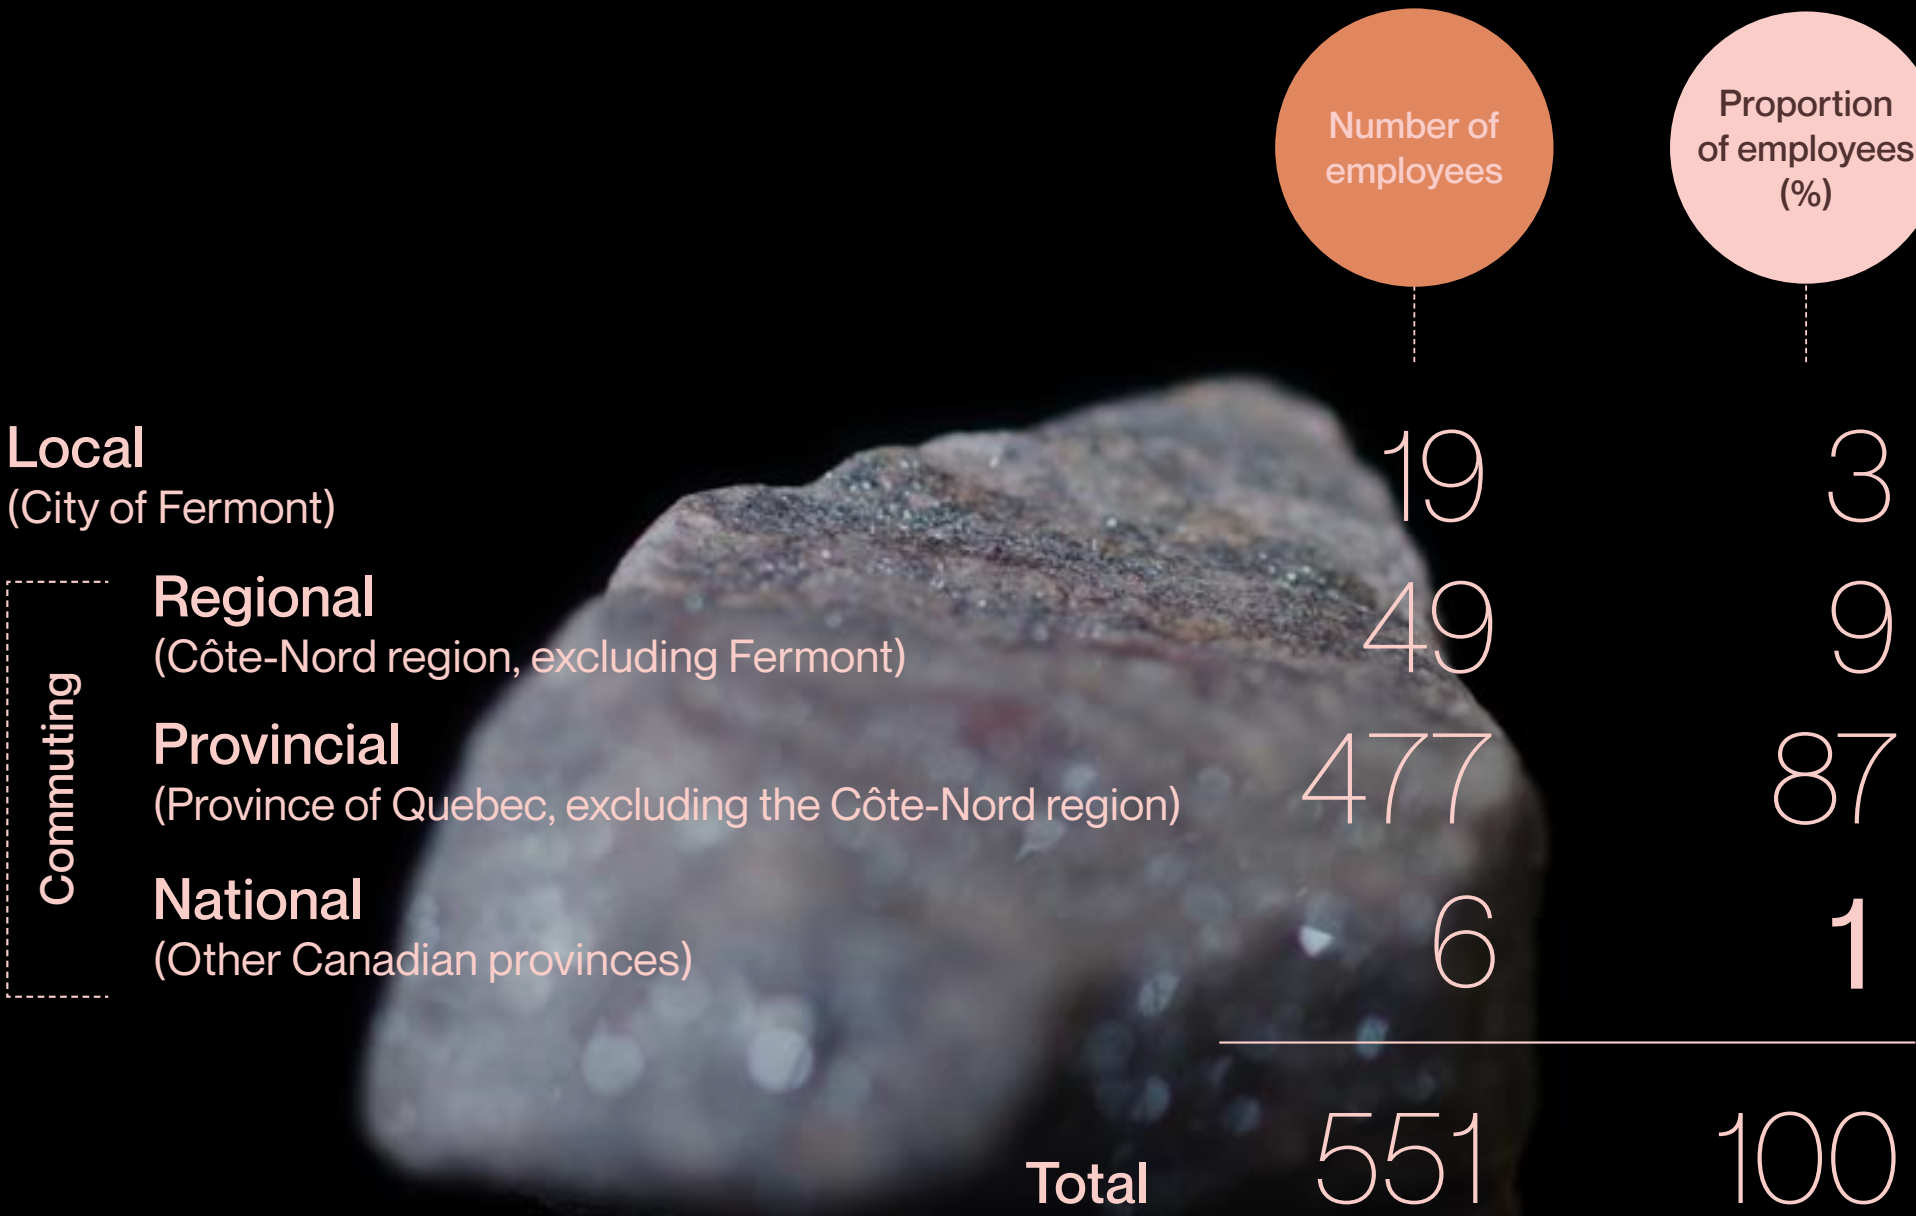 Number of
employees
Proportion
of employees
(%)
Local
(City of Fermont)
19
3
Commuting
Regional
(Côte-Nord region, excluding Fermont)
49
9
Provincial
(Province of Quebec, excluding the Côte-Nord region)
477
87
National
(Other Canadian provinces)
6
1
Total
551
100